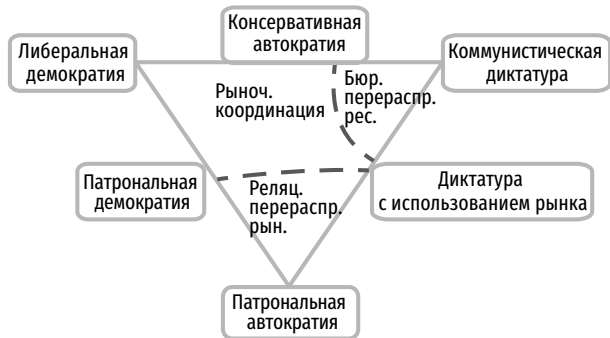 Консервативная
автократия
Либеральная
демократия
Коммунистическая
диктатура
Рыноч.
координация
Бюр.
перераспр.
рес.
Патрональная
демократия
Реляц.
перераспр.
рын.
Диктатура
с использованием рынка
Патрональная
автократия